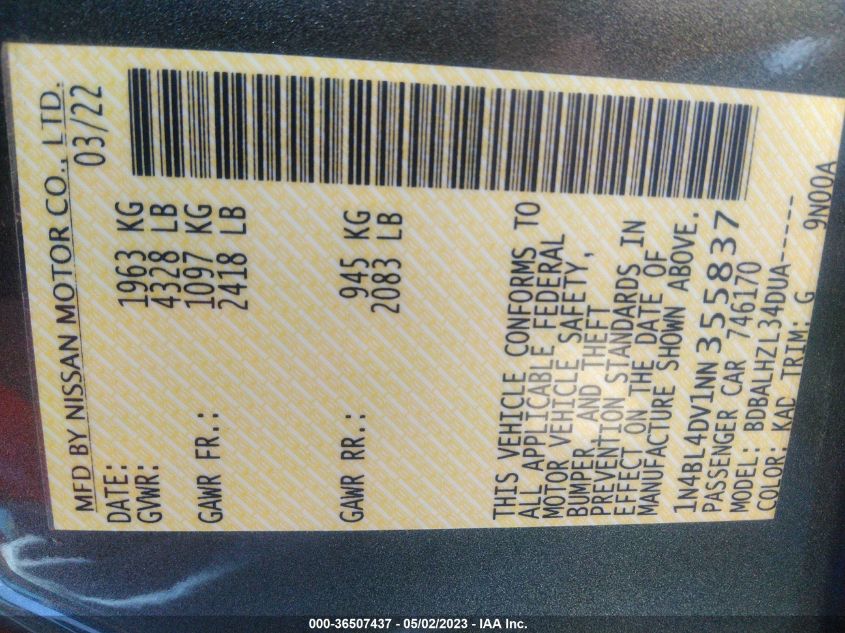 MFD BY NISSAN MOTOR CO., LTD.
DATE: 03/22
GVWR: 1963 KG
4328 LB
GAWR FR.: 1097 KG
2418 LB
GAWR RR.: 945 KG
2083 LB
THIS VEHICLE CONFORMS TO
ALL APPLICABLE FEDERAL
MOTOR VEHICLE SAFETY,
BUMPER, AND THEFT
PREVENTION STANDARDS IN
EFFECT ON THE DATE OF
MANUFACTURE SHOWN ABOVE.
1N4BL4DV1NN355837
PASSENGER CAR 746170
MODEL: BDBALHZL34DUA-----
COLOR: KAD TRIM: G 9N00A
000-36507437 - 05/02/2023 - IAA Inc.